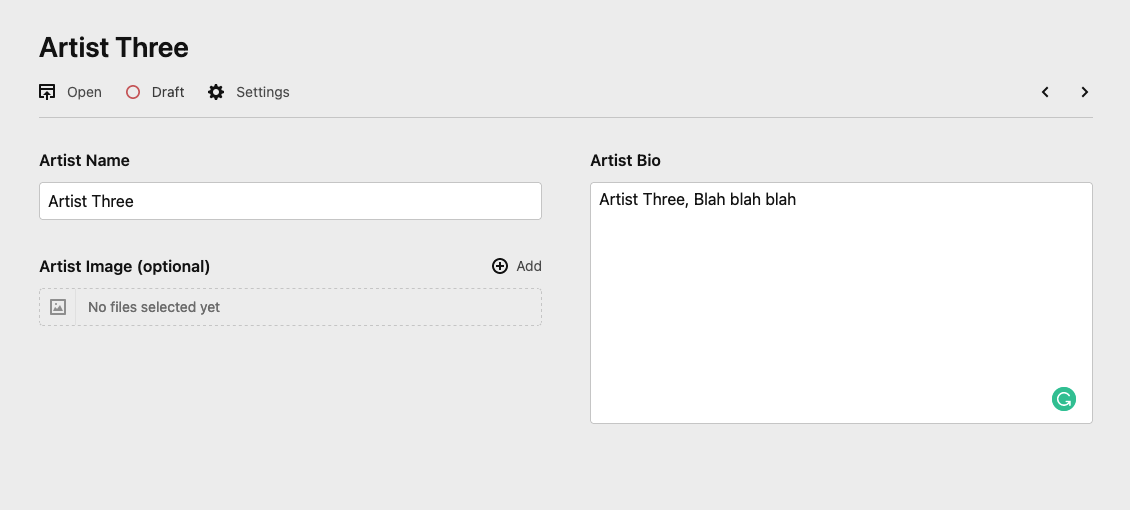 Artist Three
Open Draft Settings
Artist Name
Artist Three
Artist Image (optional) Add
No files selected yet
Artist Bio
Artist Three, Blah blah blah